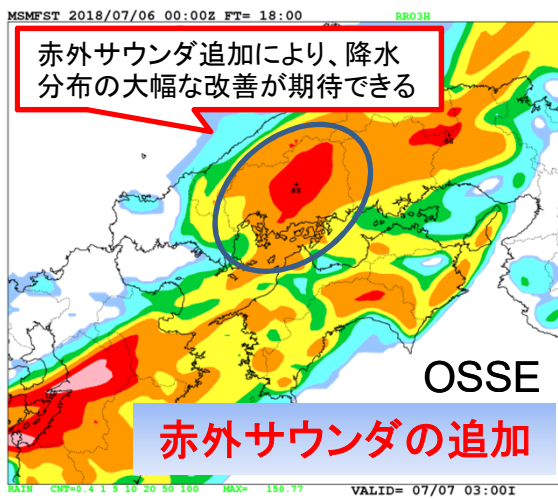 MSMFST 2018/07/06 00:00Z FT= 18:00 RR03H
赤外サウンダ追加により、降水
分布の大幅な改善が期待できる
OSSE
赤外サウンダの追加
RAIN CNT=0.4 1 5 10 20 50 100 MAX= 150.77 VALID= 07/07 03:00I